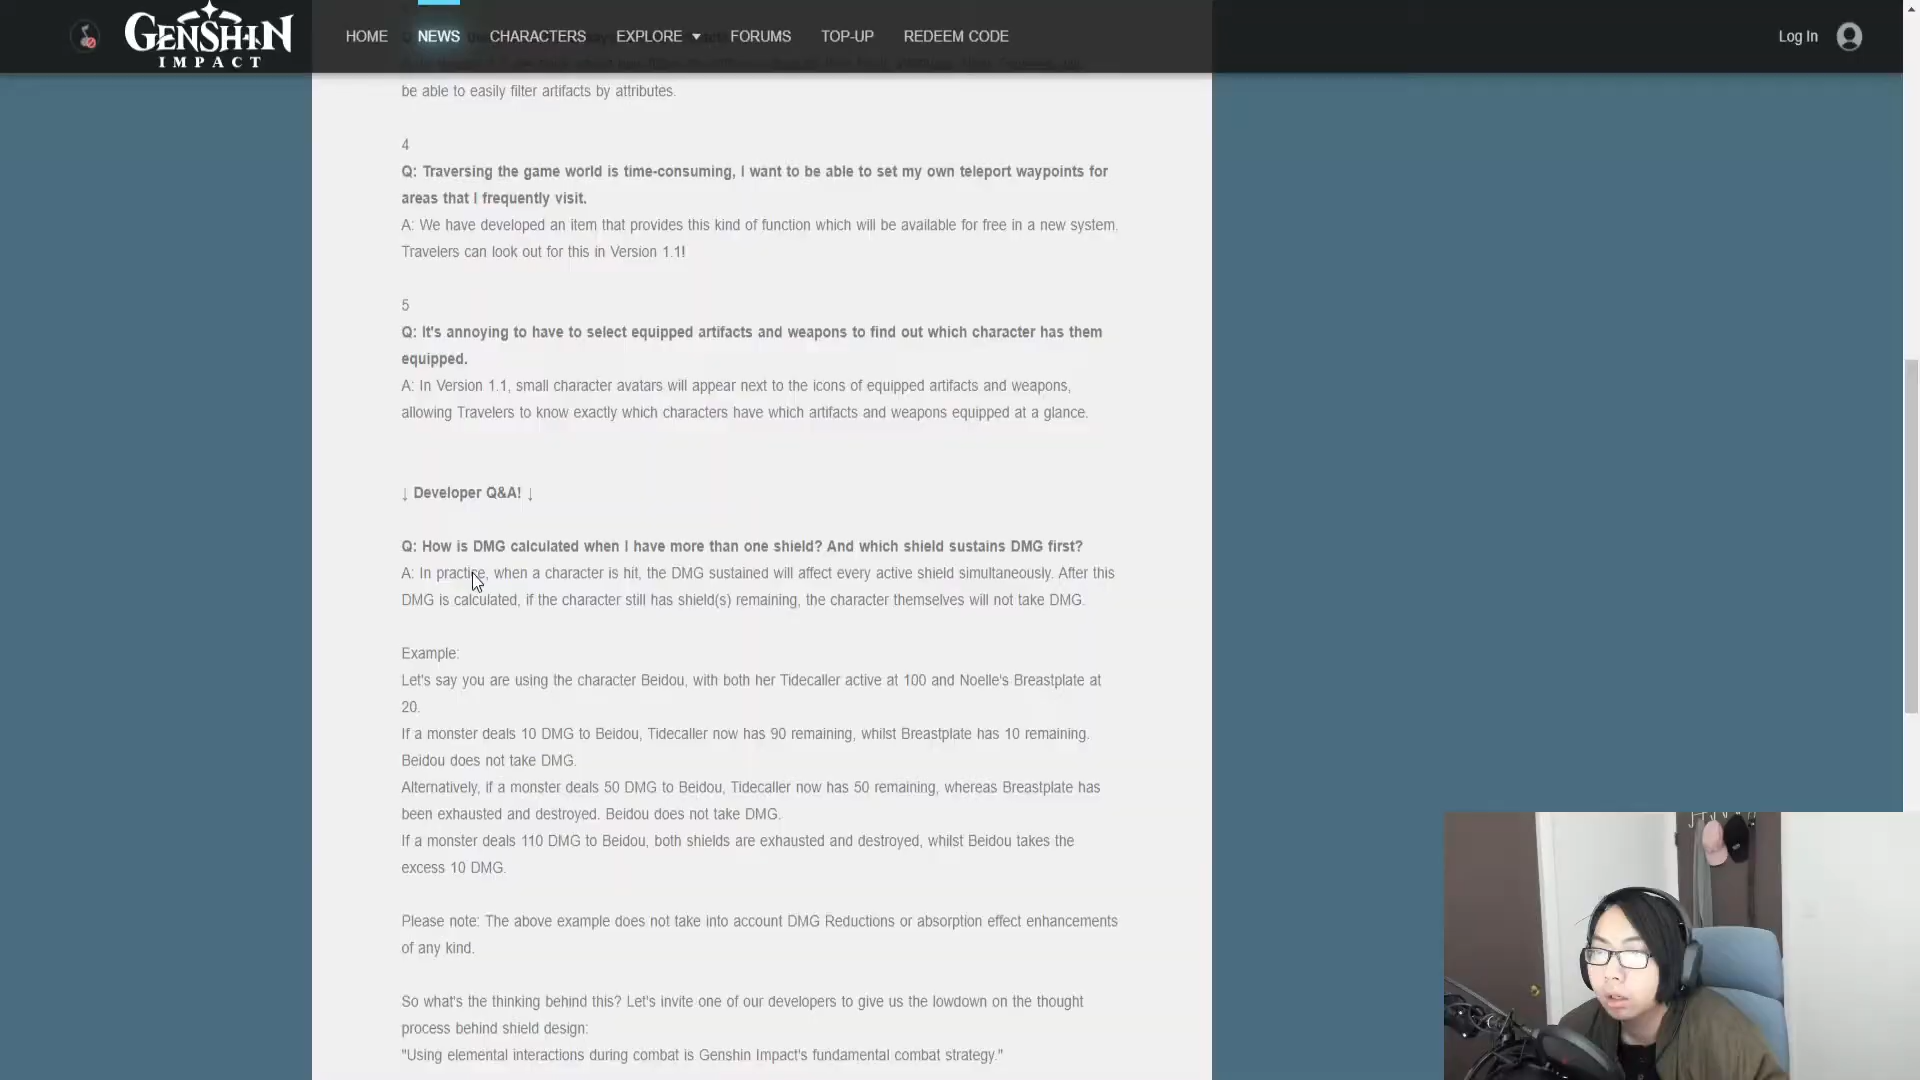 GENSHIN
IMPACT
HOME
NEWS
CHARACTERS
EXPLORE
FORUMS
TOP-UP
REDEEM CODE
Log In
be able to easily filter artifacts by attributes.
4
Q: Traversing the game world is time-consuming, I want to be able to set my own teleport waypoints for
areas that I frequently visit.
A: We have developed an item that provides this kind of function which will be available for free in a new system.
Travelers can look out for this in Version 1.1!
5
Q: It's annoying to have to select equipped artifacts and weapons to find out which character has them
equipped.
A: In Version 1.1, small character avatars will appear next to the icons of equipped artifacts and weapons,
allowing Travelers to know exactly which characters have which artifacts and weapons equipped at a glance.
↓ Developer Q&A! ↓
Q: How is DMG calculated when I have more than one shield? And which shield sustains DMG first?
A: In practice, when a character is hit, the DMG sustained will affect every active shield simultaneously. After this
DMG is calculated, if the character still has shield(s) remaining, the character themselves will not take DMG.
Example:
Let's say you are using the character Beidou, with both her Tidecaller active at 100 and Noelle's Breastplate at
20.
If a monster deals 10 DMG to Beidou, Tidecaller now has 90 remaining, whilst Breastplate has 10 remaining.
Beidou does not take DMG.
Alternatively, if a monster deals 50 DMG to Beidou, Tidecaller now has 50 remaining, whereas Breastplate has
been exhausted and destroyed. Beidou does not take DMG.
If a monster deals 110 DMG to Beidou, both shields are exhausted and destroyed, whilst Beidou takes the
excess 10 DMG.
Please note: The above example does not take into account DMG Reductions or absorption effect enhancements
of any kind.
So what's the thinking behind this? Let's invite one of our developers to give us the lowdown on the thought
process behind shield design:
"Using elemental interactions during combat is Genshin Impact's fundamental combat strategy."